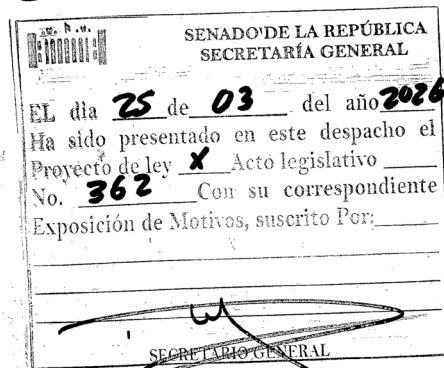 SENADO DE LA REPÚBLICA
SECRETARÍA GENERAL
EL dia 25 de 03 del año 2026
Ha sido presentado en este despacho el
Proyecto de ley X Acto legislativo
No. 362 Con su correspondiente
Exposición de Motivos, suscrito Por:
SECRETARIO GENERAL